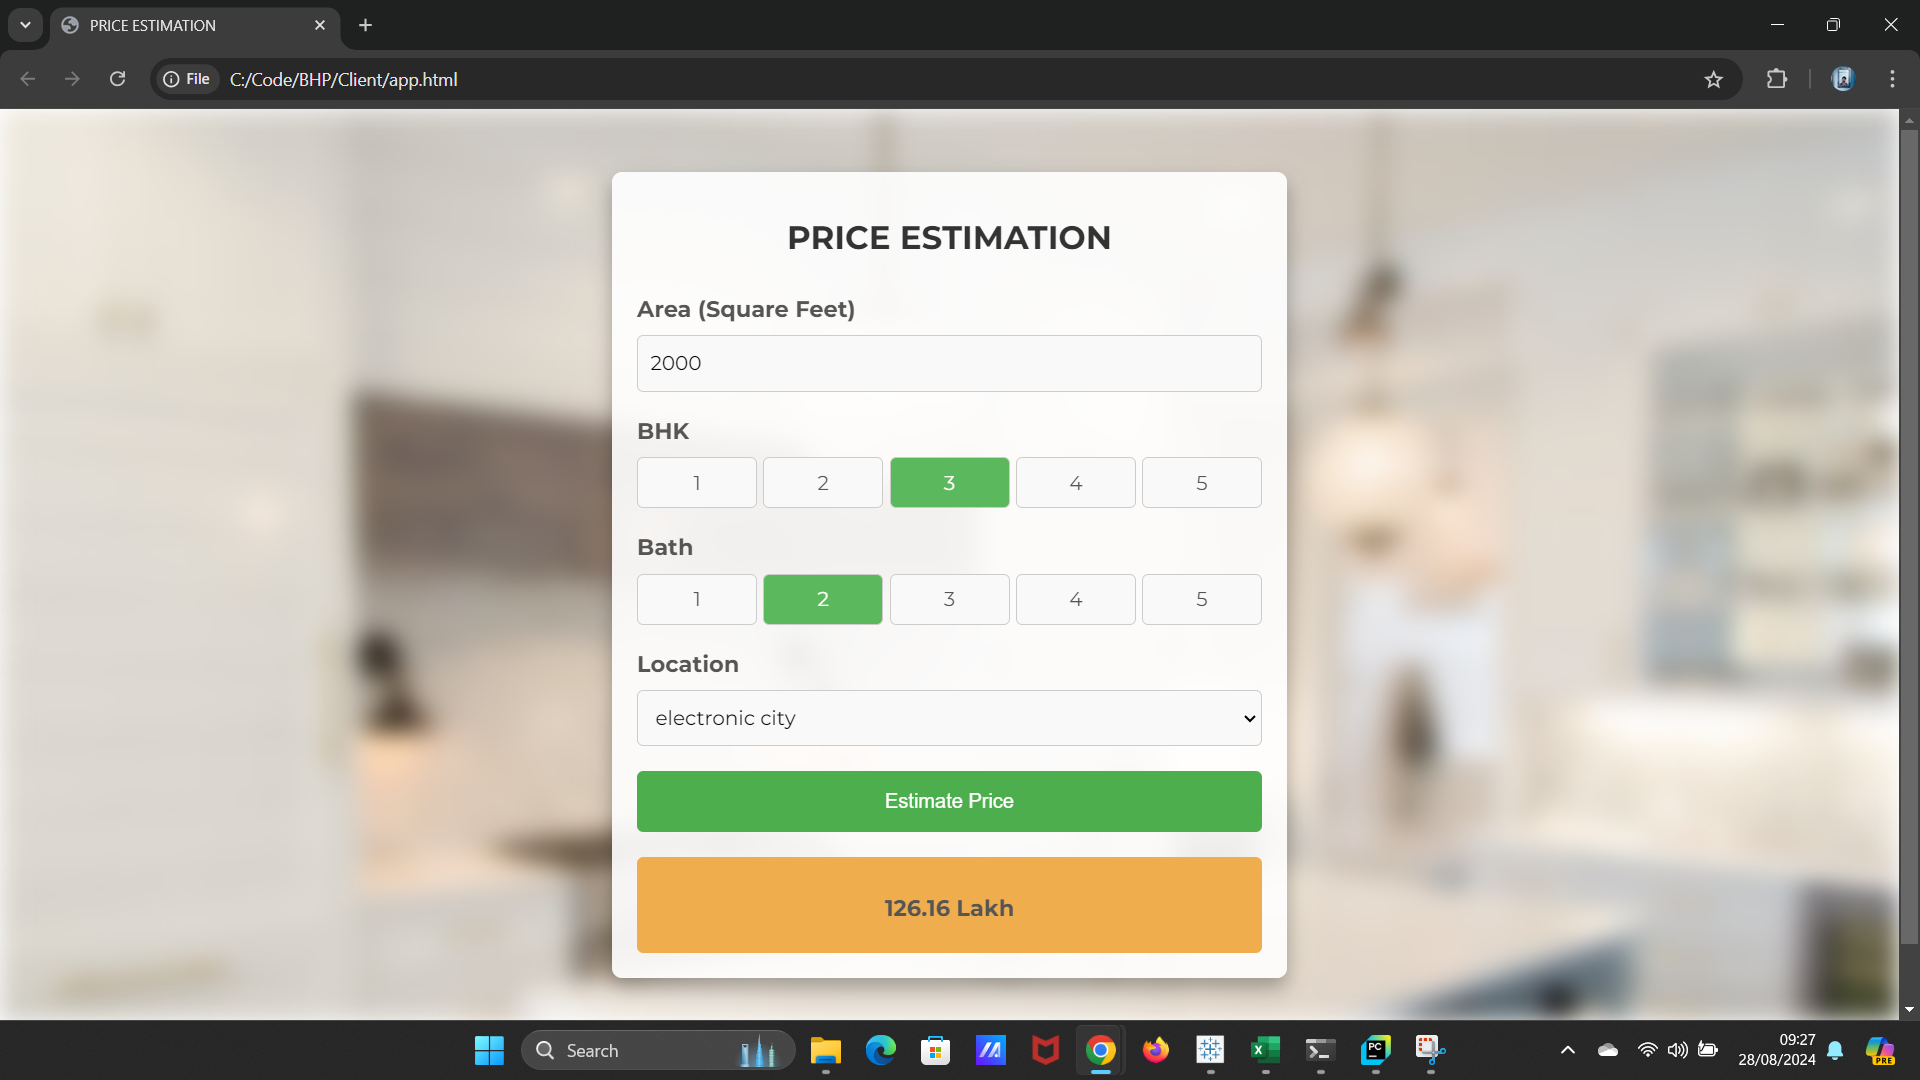 PRICE ESTIMATION
File C:/Code/BHP/Client/app.html
PRICE ESTIMATION
Area (Square Feet)
2000
BHK
1 2 3 4 5
Bath
1 2 3 4 5
Location
electronic city
Estimate Price
126.16 Lakh
Search
PC
PRE
09:27
28/08/2024